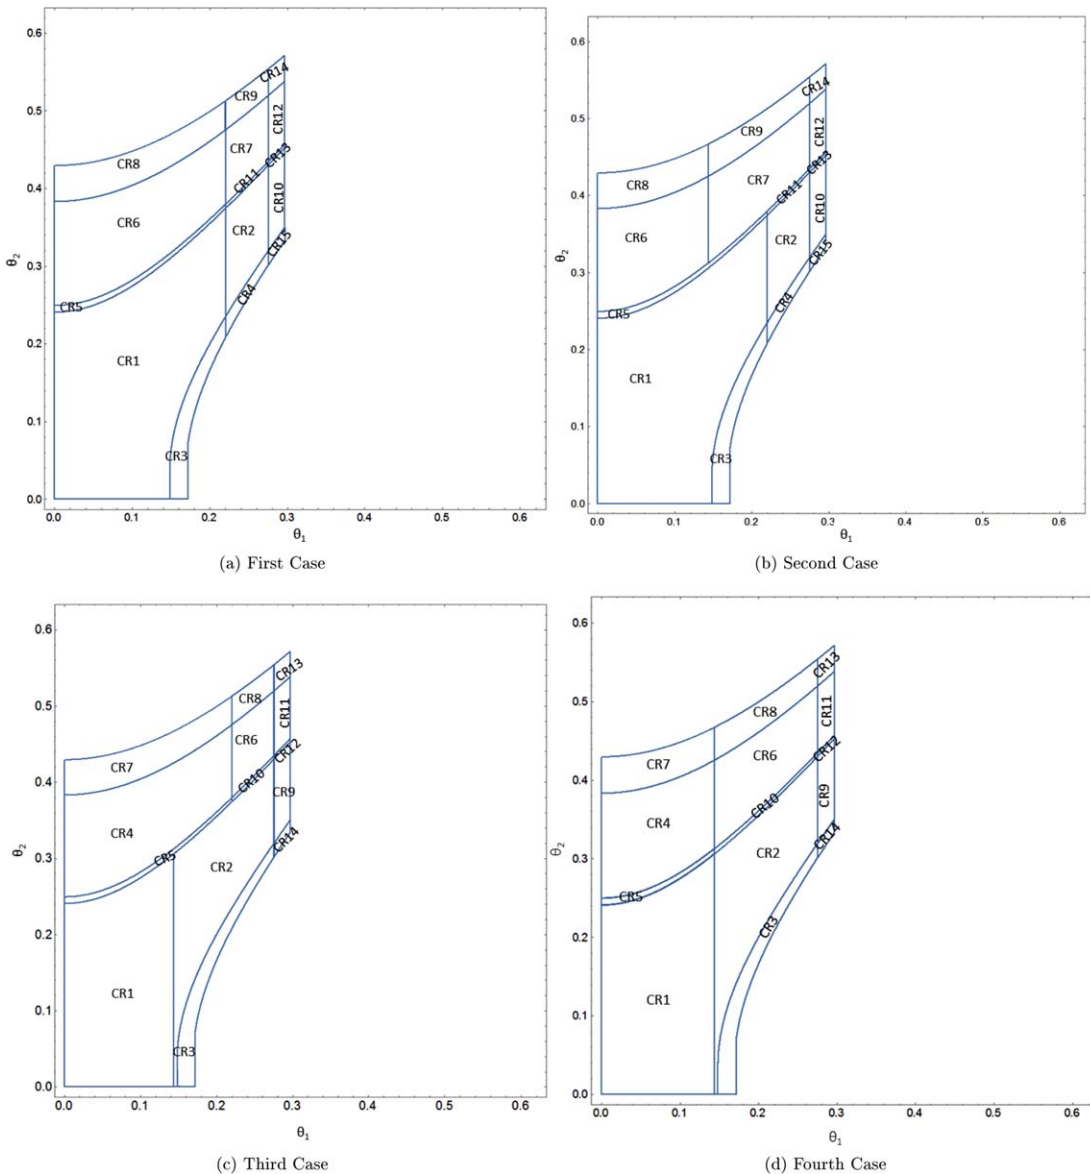 0.6
0.5
0.4
0.3
0.2
0.1
0.0
θ2
CR14
CR9
CR12
CR8
CR7
CR13
CR11
CR6
CR10
CR2
CR15
CR5
CR4
CR1
CR3
0.0 0.1 0.2 0.3 0.4 0.5 0.6
θ1
(a) First Case
0.6
0.5
0.4
0.3
0.2
0.1
0.0
θ2
CR14
CR9
CR12
CR8
CR7
CR13
CR11
CR6
CR10
CR2
CR15
CR5
CR4
CR1
CR3
0.0 0.1 0.2 0.3 0.4 0.5 0.6
θ1
(b) Second Case
0.6
0.5
0.4
0.3
0.2
0.1
0.0
θ2
CR13
CR8
CR11
CR7
CR6
CR12
CR10
CR4
CR9
CR5
CR2
CR14
CR1
CR3
0.0 0.1 0.2 0.3 0.4 0.5 0.6
θ1
(c) Third Case
0.6
0.5
0.4
0.3
0.2
0.1
0.0
θ2
CR13
CR8
CR11
CR7
CR6
CR12
CR10
CR4
CR9
CR2
CR14
CR5
CR3
CR1
0.0 0.1 0.2 0.3 0.4 0.5 0.6
θ1
(d) Fourth Case